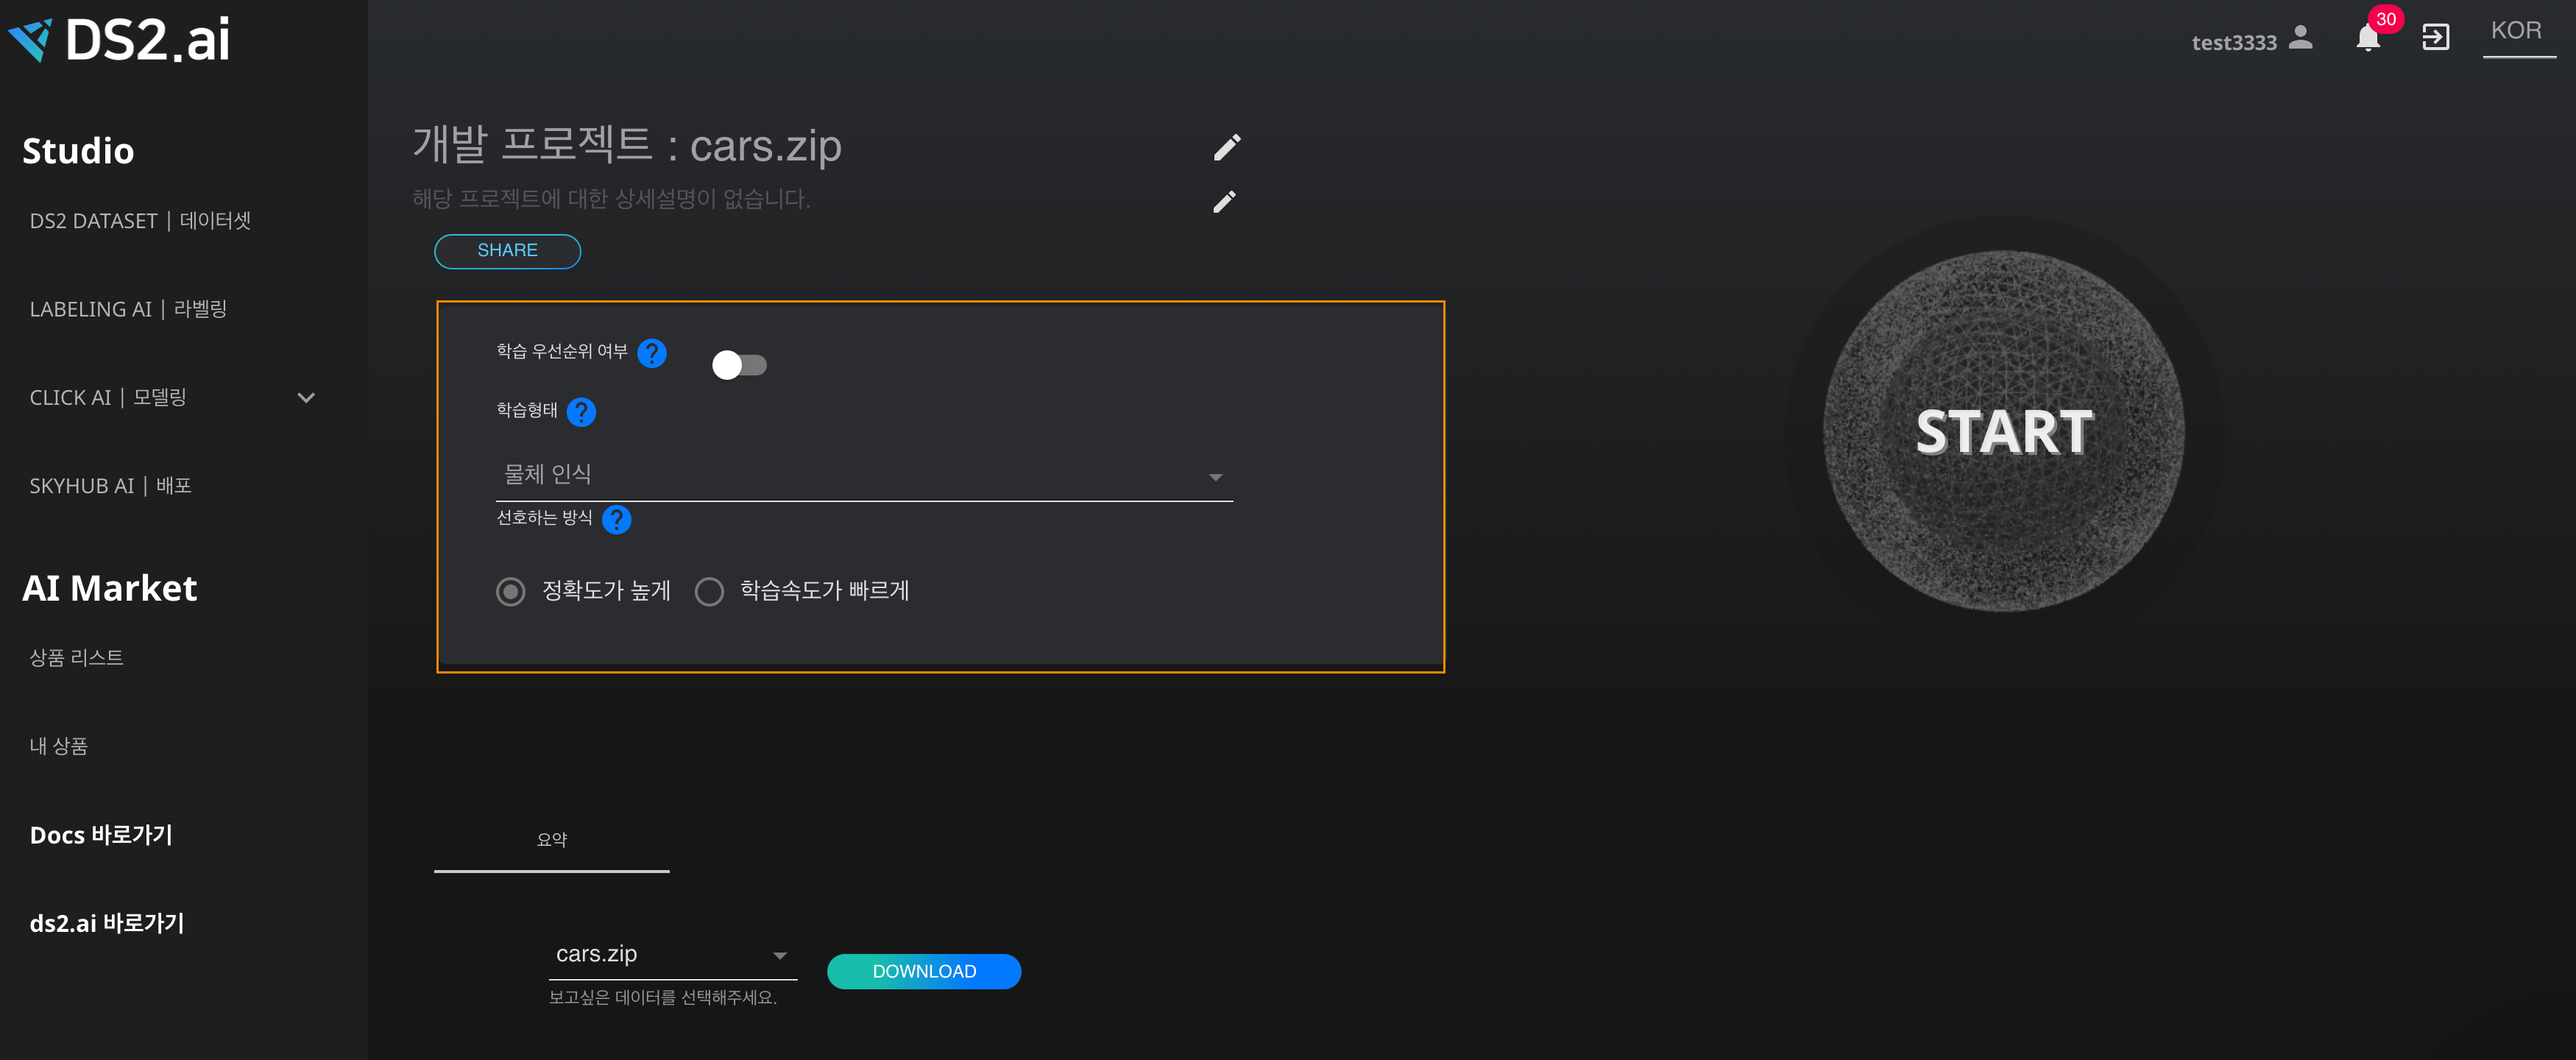 DS2.ai
test3333
30
KOR
Studio
DS2 DATASET | 데이터셋
LABELING AI | 라벨링
CLICK AI | 모델링
SKYHUB AI | 배포
AI Market
상품 리스트
내 상품
Docs 바로가기
ds2.ai 바로가기
개발 프로젝트 : cars.zip
해당 프로젝트에 대한 상세설명이 없습니다.
SHARE
학습 우선순위 여부 ?
학습형태 ?
물체 인식
선호하는 방식 ?
정확도가 높게 학습속도가 빠르게
START
요약
cars.zip
DOWNLOAD
보고싶은 데이터를 선택해주세요.